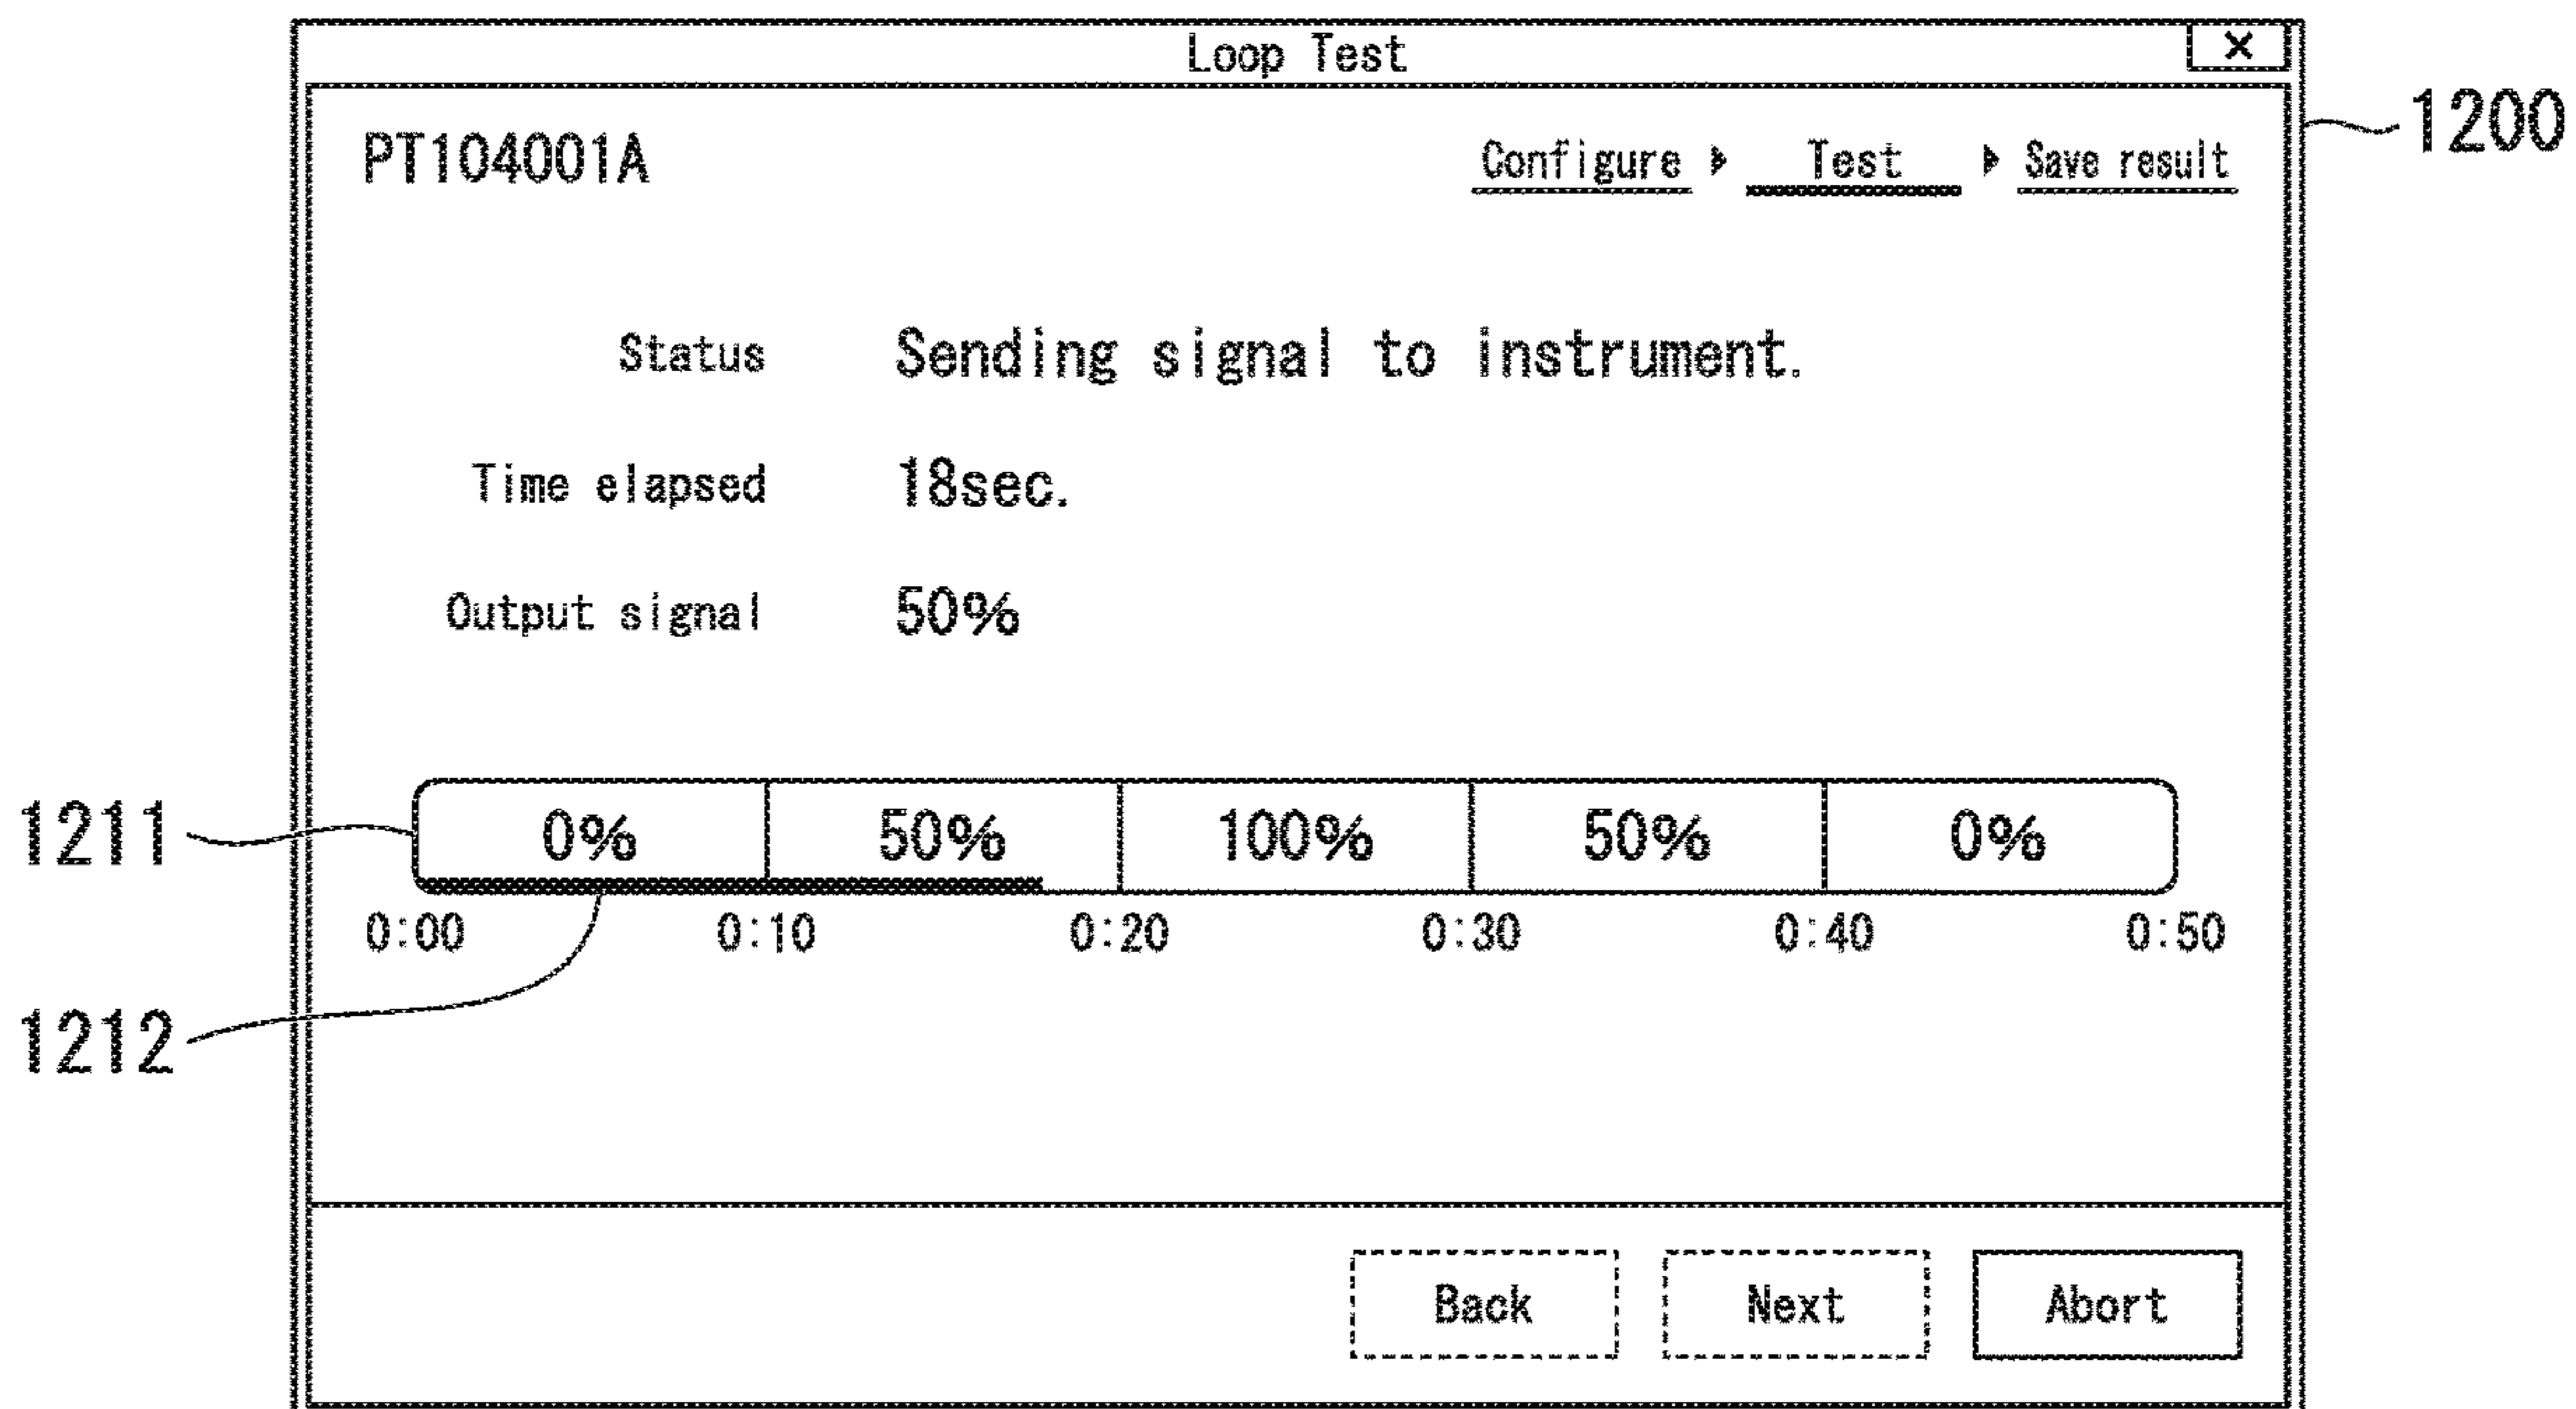 Loop Test ×
1200
PT104001A
Configure ▶ Test ▶ Save result
Status Sending signal to instrument.
Time elapsed 18sec.
Output signal 50%
1211
0% 50% 100% 50% 0%
0:00 0:10 0:20 0:30 0:40 0:50
1212
Back Next Abort